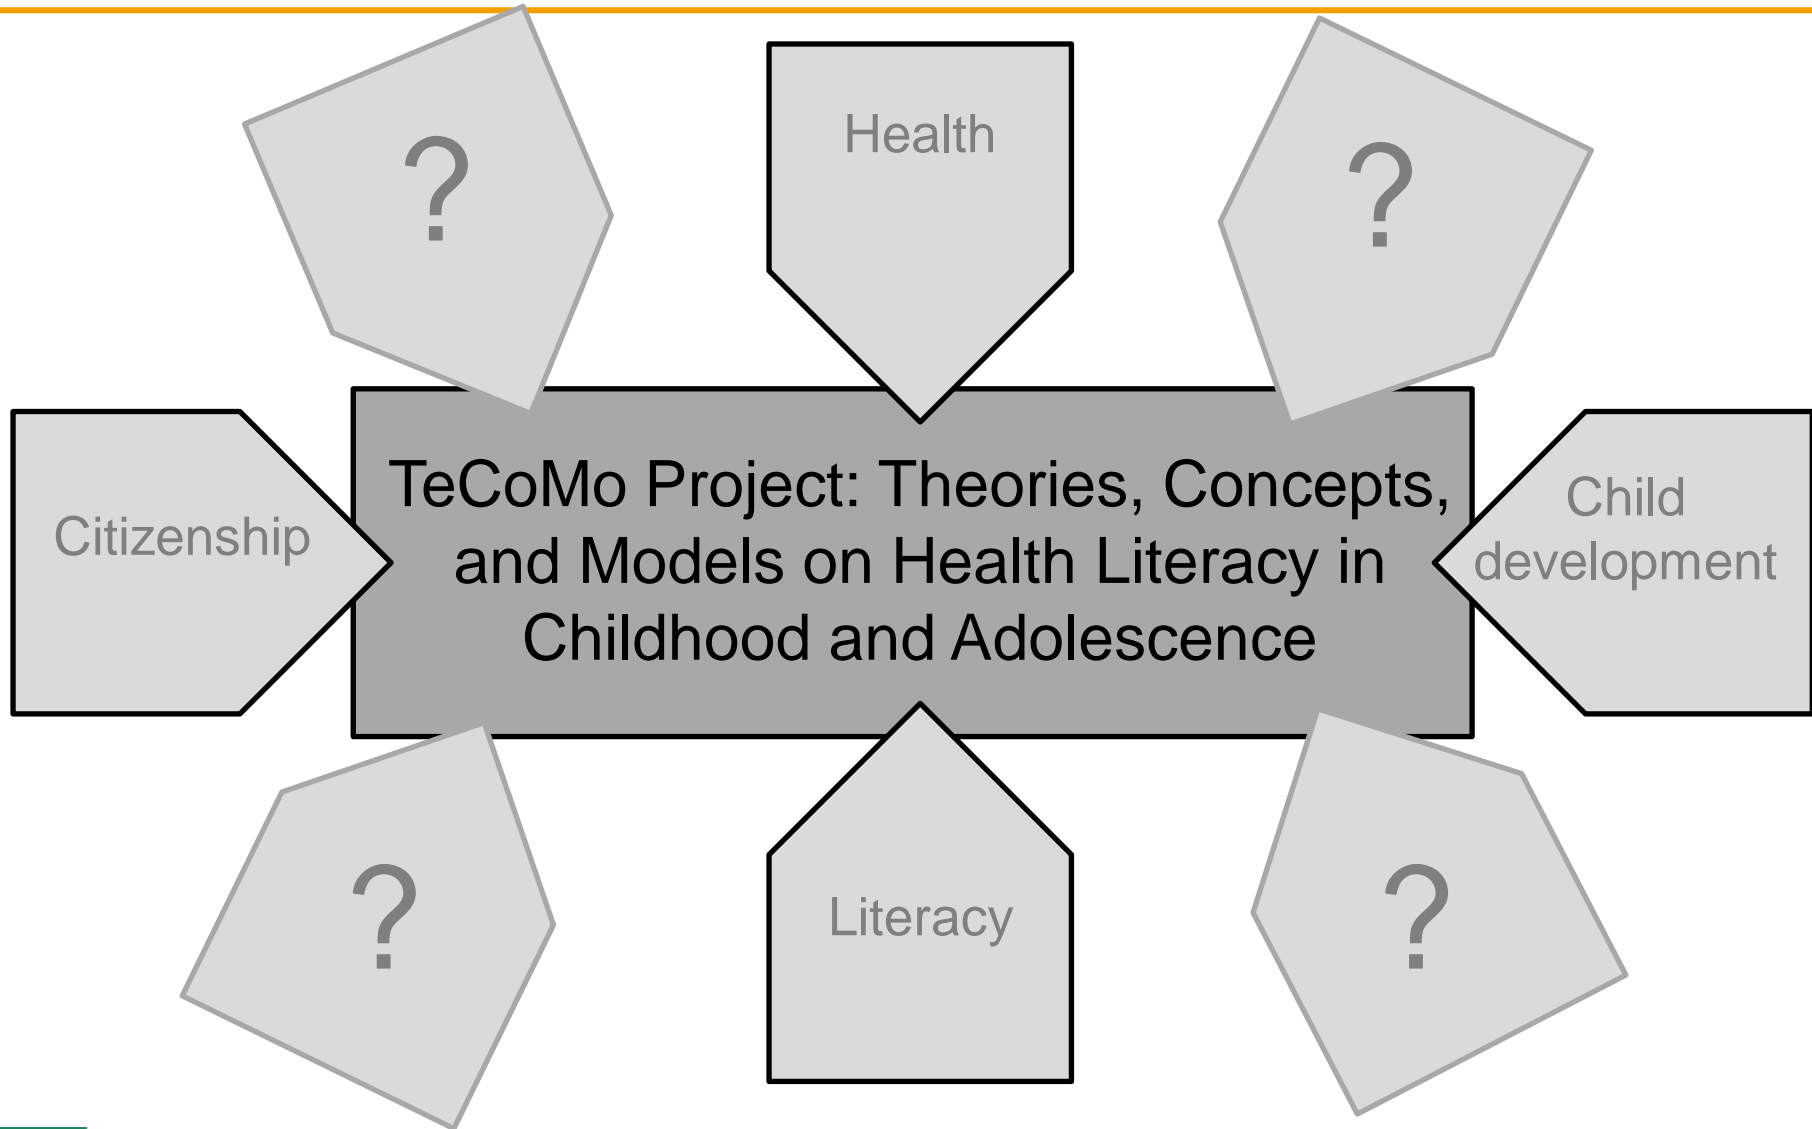 ?
Health
?
Citizenship
TeCoMo Project: Theories, Concepts,
and Models on Health Literacy in
Childhood and Adolescence
Child
development
?
Literacy
?